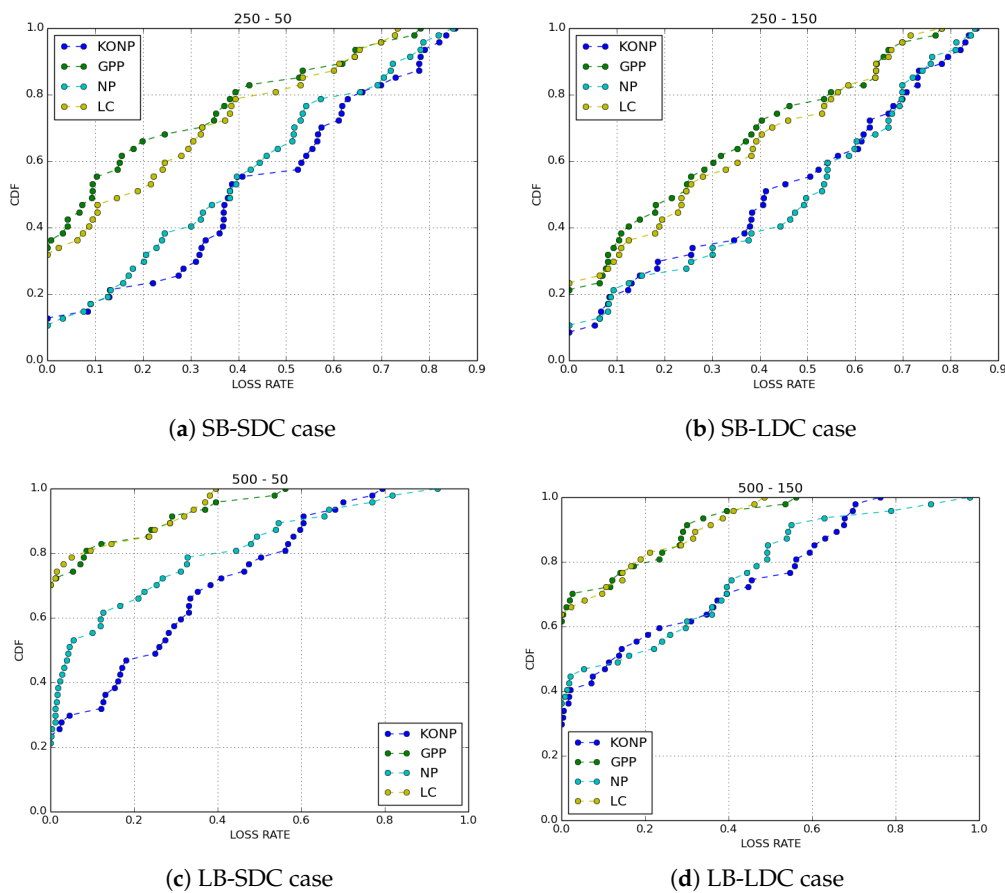 250 - 50
1.0
0.8
0.6
0.4
0.2
0.0
CDF
KONP
GPP
NP
LC
0.0 0.1 0.2 0.3 0.4 0.5 0.6 0.7 0.8 0.9
LOSS RATE
(a) SB-SDC case
250 - 150
1.0
0.8
0.6
0.4
0.2
0.0
CDF
KONP
GPP
NP
LC
0.0 0.1 0.2 0.3 0.4 0.5 0.6 0.7 0.8 0.9
LOSS RATE
(b) SB-LDC case
500 - 50
1.0
0.8
0.6
0.4
0.2
0.0
CDF
KONP
GPP
NP
LC
0.0 0.2 0.4 0.6 0.8 1.0
LOSS RATE
(c) LB-SDC case
500 - 150
1.0
0.8
0.6
0.4
0.2
0.0
CDF
KONP
GPP
NP
LC
0.0 0.2 0.4 0.6 0.8 1.0
LOSS RATE
(d) LB-LDC case